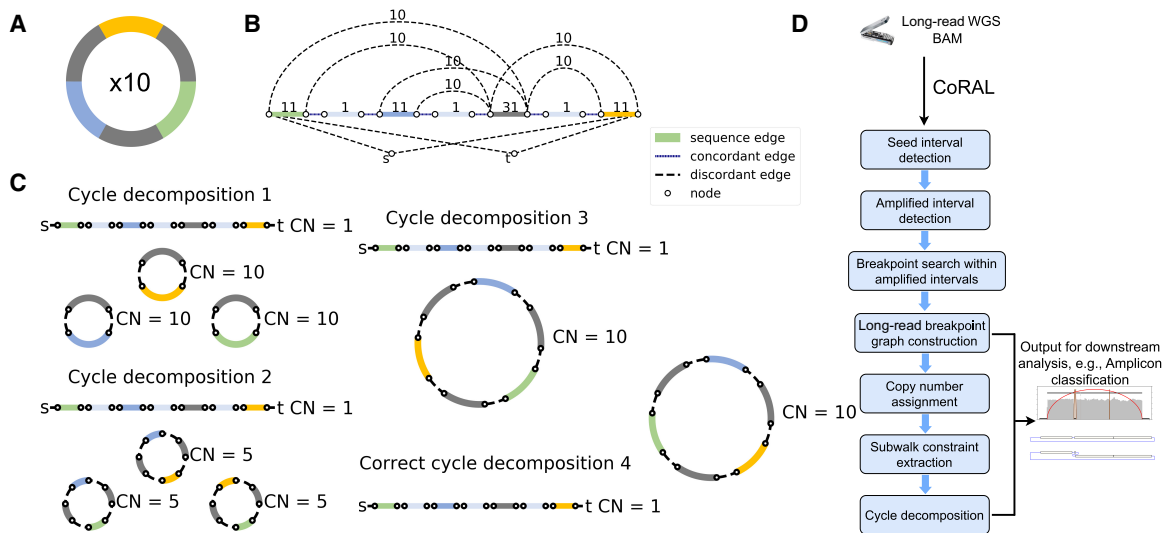 A
x10
B
10
10
10
10
10
10
11
1
11
1
31
1
11
s
t
sequence edge
concordant edge
discordant edge
node
C
Cycle decomposition 1
s
t CN = 1
CN = 10
CN = 10
CN = 10
Cycle decomposition 2
s
t CN = 1
CN = 5
CN = 5
CN = 5
Cycle decomposition 3
s
t CN = 1
CN = 10
CN = 10
Correct cycle decomposition 4
s
t CN = 1
D
Long-read WGS
BAM
CoRAL
Seed interval
detection
Amplified interval
detection
Breakpoint search within
amplified intervals
Long-read breakpoint
graph construction
Copy number
assignment
Subwalk constraint
extraction
Cycle decomposition
Output for downstream
analysis, e.g., Amplicon
classification